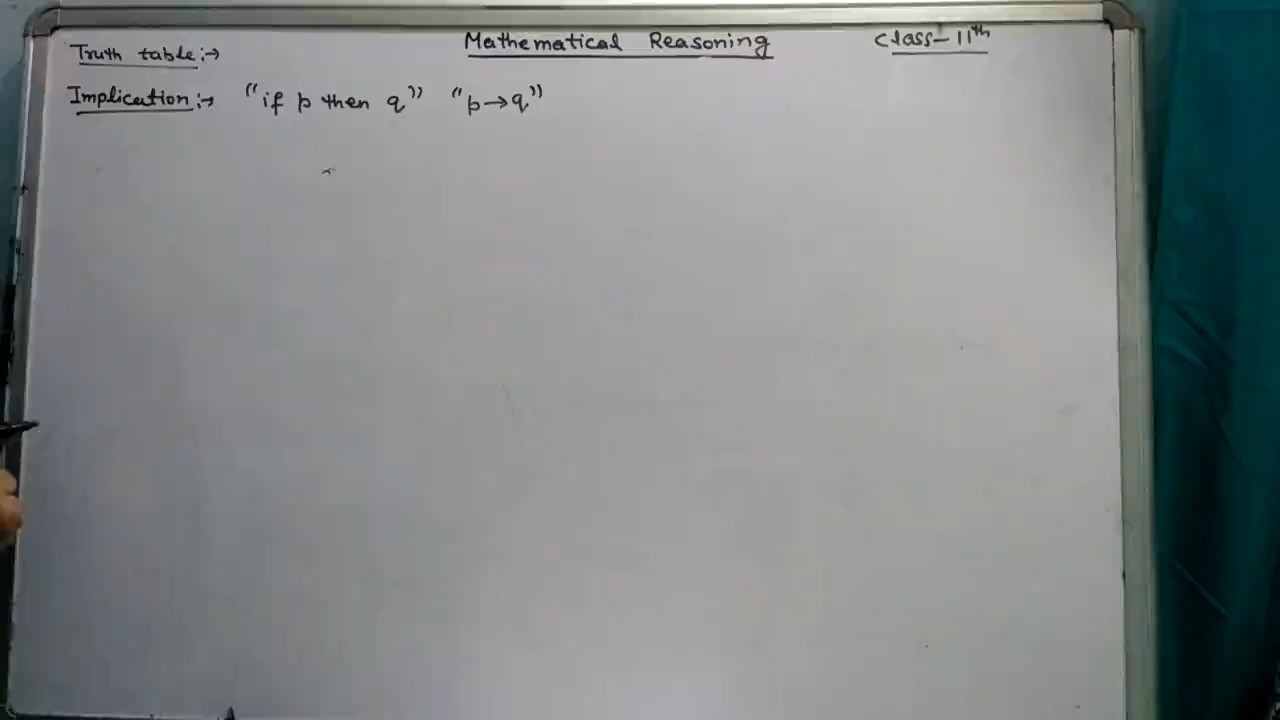 Mathematical Reasoning Class-11th
Truth table:→
Implication:→ "if p then q" "p→q"